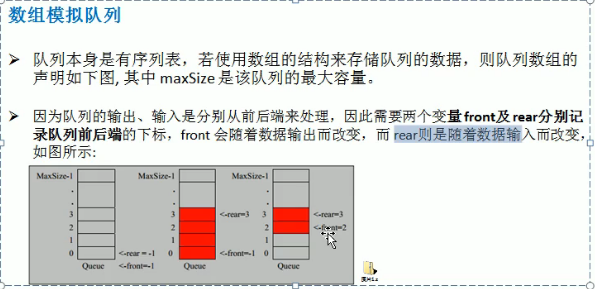 数组模拟队列
队列本身是有序列表，若使用数组的结构来存储队列的数据，则队列数组的
声明如下图, 其中 maxSize 是该队列的最大容量。
因为队列的输出、输入是分别从前后端来处理，因此需要两个变量 front及 rear分别记
录队列前后端的下标，front 会随着数据输出而改变，而 rear则是随着数据输入而改变，
如图所示:
MaxSize-1 MaxSize-1 MaxSize-1
. . .
. . .
3 3 <-rear=3 3 <-rear=3
2 2 2 <-front=2
1 1 1
0 <-rear = -1 0 <-front=-1 0
Queue <-front=-1 Queue Queue